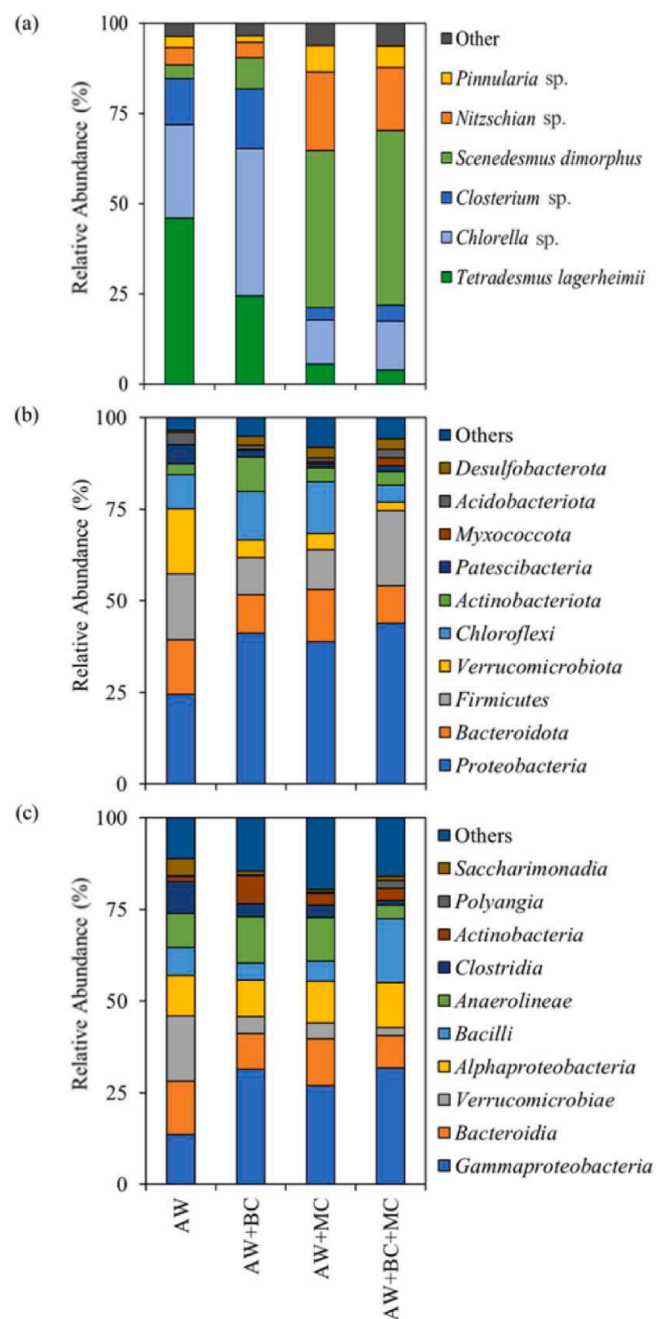 (a)
Relative Abundance (%)
100
75
50
25
0
Other
Pinnularia sp.
Nitzschian sp.
Scenedesmus dimorphus
Closterium sp.
Chlorella sp.
Tetradesmus lagerheimii
(b)
Relative Abundance (%)
100
75
50
25
0
Others
Desulfobacterota
Acidobacteriota
Myxococcota
Patescibacteria
Actinobacteriota
Chloroflexi
Verrucomicrobiota
Firmicutes
Bacteroidota
Proteobacteria
(c)
Relative Abundance (%)
100
75
50
25
0
Others
Saccharimonadia
Polyangia
Actinobacteria
Clostridia
Anaerolineae
Bacilli
Alphaproteobacteria
Verrucomicrobiae
Bacteroidia
Gammaproteobacteria
AW
AW+BC
AW+MC
AW+BC+MC